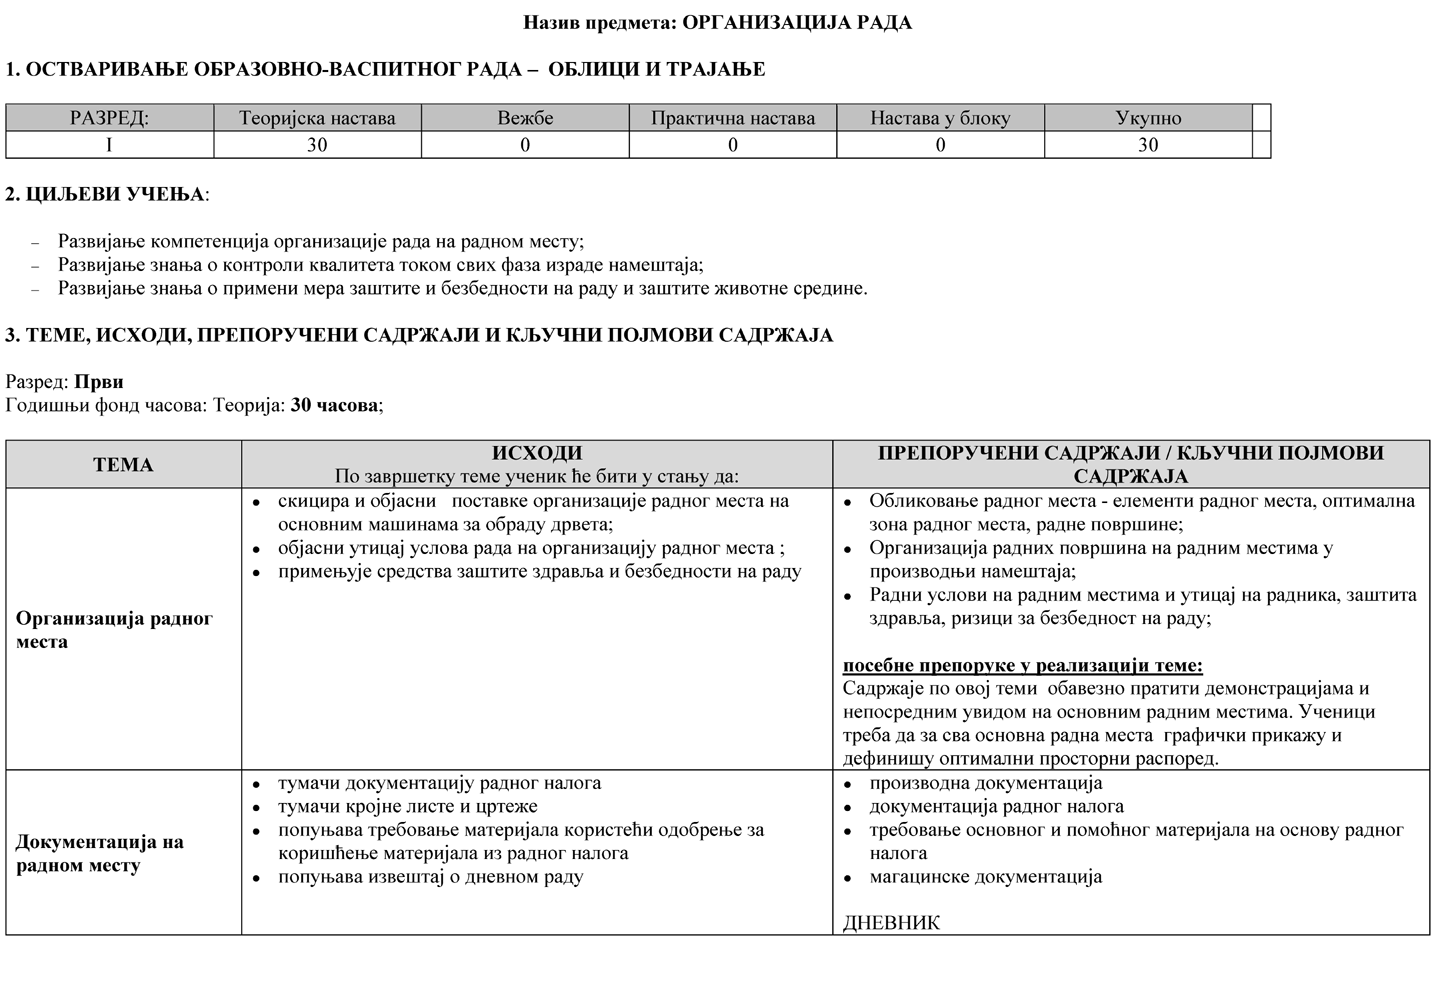 Назив предмета: ОРГАНИЗАЦИЈА РАДА
1. ОСТВАРИВАЊЕ ОБРАЗОВНО-ВАСПИТНОГ РАДА – ОБЛИЦИ И ТРАЈАЊЕ
РАЗРЕД: Теоријска настава Вежбе Практична настава Настава у блоку Укупно
I 30 0 0 0 30
2. ЦИЉЕВИ УЧЕЊА:
– Развијање компетенција организације рада на радном месту;
– Развијање знања о контроли квалитета током свих фаза израде намештаја;
– Развијање знања о примени мера заштите и безбедности на раду и заштите животне средине.
3. ТЕМЕ, ИСХОДИ, ПРЕПОРУЧЕНИ САДРЖАЈИ И КЉУЧНИ ПОЈМОВИ САДРЖАЈА
Разред: Први
Годишњи фонд часова: Теорија: 30 часова;
ТЕМА
ИСХОДИ
По завршетку теме ученик ће бити у стању да:
ПРЕПОРУЧЕНИ САДРЖАЈИ / КЉУЧНИ ПОЈМОВИ
САДРЖАЈА
Организација радног
места
• скицира и објасни поставке организације радног места на
основним машинама за обраду дрвета;
• објасни утицај услова рада на организацију радног места ;
• примењује средства заштите здравља и безбедности на раду
• Обликовање радног места - елементи радног места, оптимална
зона радног места, радне површине;
• Организација радних површина на радним местима у
производњи намештаја;
• Радни услови на радним местима и утицај на радника, заштита
здравља, ризици за безбедност на раду;
посебне препоруке у реализацији теме:
Садржаје по овој теми обавезно пратити демонстрацијама и
непосредним увидом на основним радним местима. Ученици
треба да за сва основна радна места графички прикажу и
дефинишу оптимални просторни распоред.
Документација на
радном месту
• тумачи документацију радног налога
• тумачи кројне листе и цртеже
• попуњава требовање материјала користећи одобрење за
коришћење материјала из радног налога
• попуњава извештај о дневном раду
• производна документација
• документација радног налога
• требовање основног и помоћног материјала на основу радног
налога
• магацинске документација
ДНЕВНИК